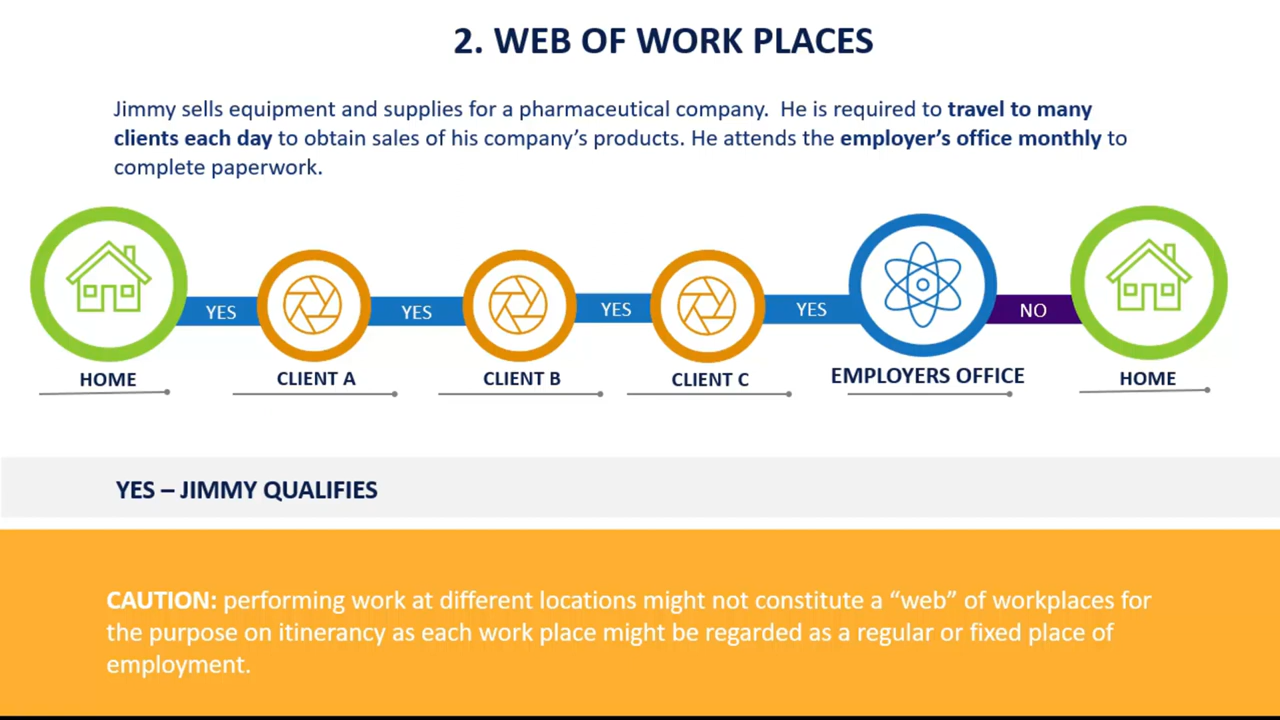 2. WEB OF WORK PLACES
Jimmy sells equipment and supplies for a pharmaceutical company.  He is required to travel to many
clients each day to obtain sales of his company’s products. He attends the employer’s office monthly to
complete paperwork.
YES YES YES YES NO
HOME CLIENT A CLIENT B CLIENT C EMPLOYERS OFFICE HOME
YES – JIMMY QUALIFIES
CAUTION: performing work at different locations might not constitute a “web” of workplaces for
the purpose on itinerancy as each work place might be regarded as a regular or fixed place of
employment.